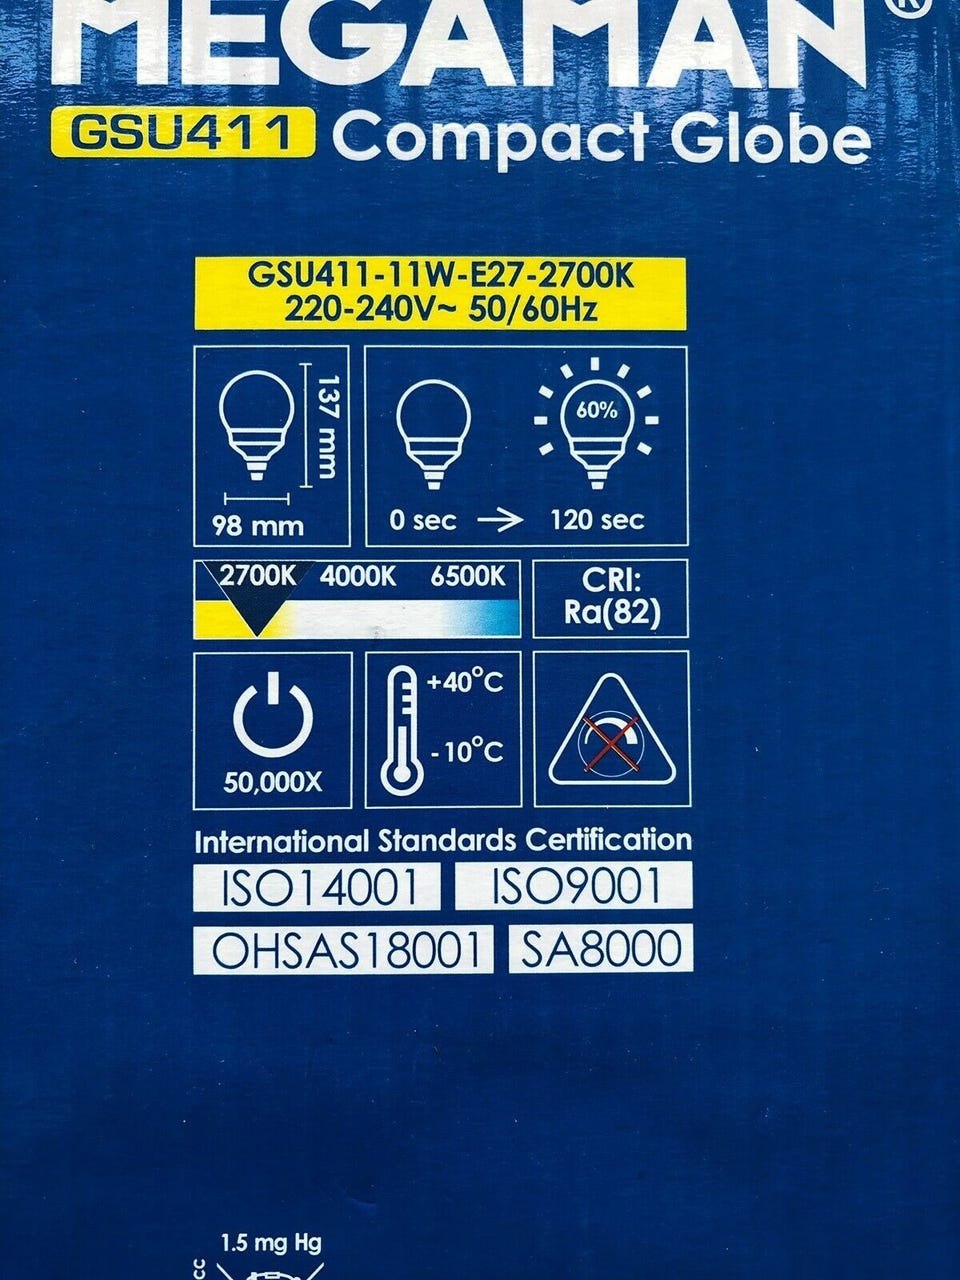 MEGAMAN®
GSU411 Compact Globe
GSU411-11W-E27-2700K
220-240V~ 50/60Hz
137 mm
98 mm
60%
0 sec → 120 sec
2700K 4000K 6500K
CRI:
Ra(82)
50,000X
+40°C
-10°C
International Standards Certification
ISO14001 ISO9001
OHSAS18001 SA8000
1.5 mg Hg